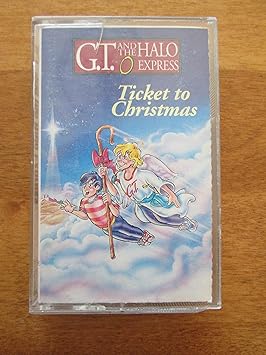 G.T. AND THE HALO EXPRESS
Ticket to
Christmas